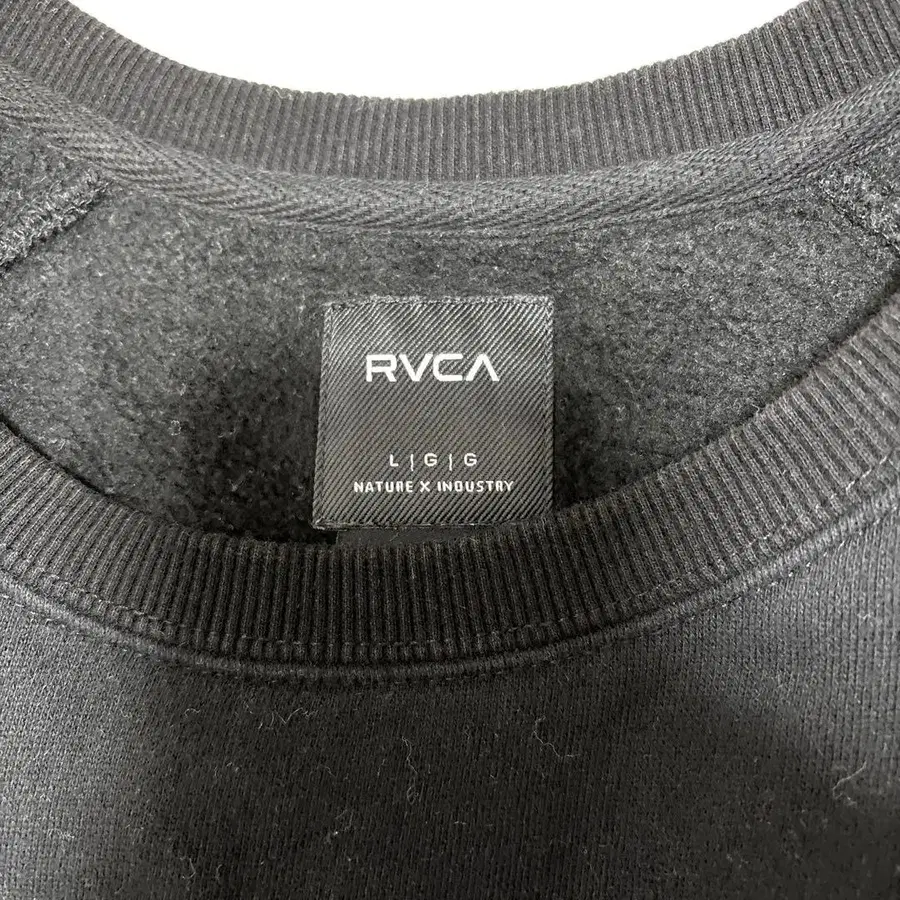 RVCA
L | G | G
NATURE X INDUSTRY